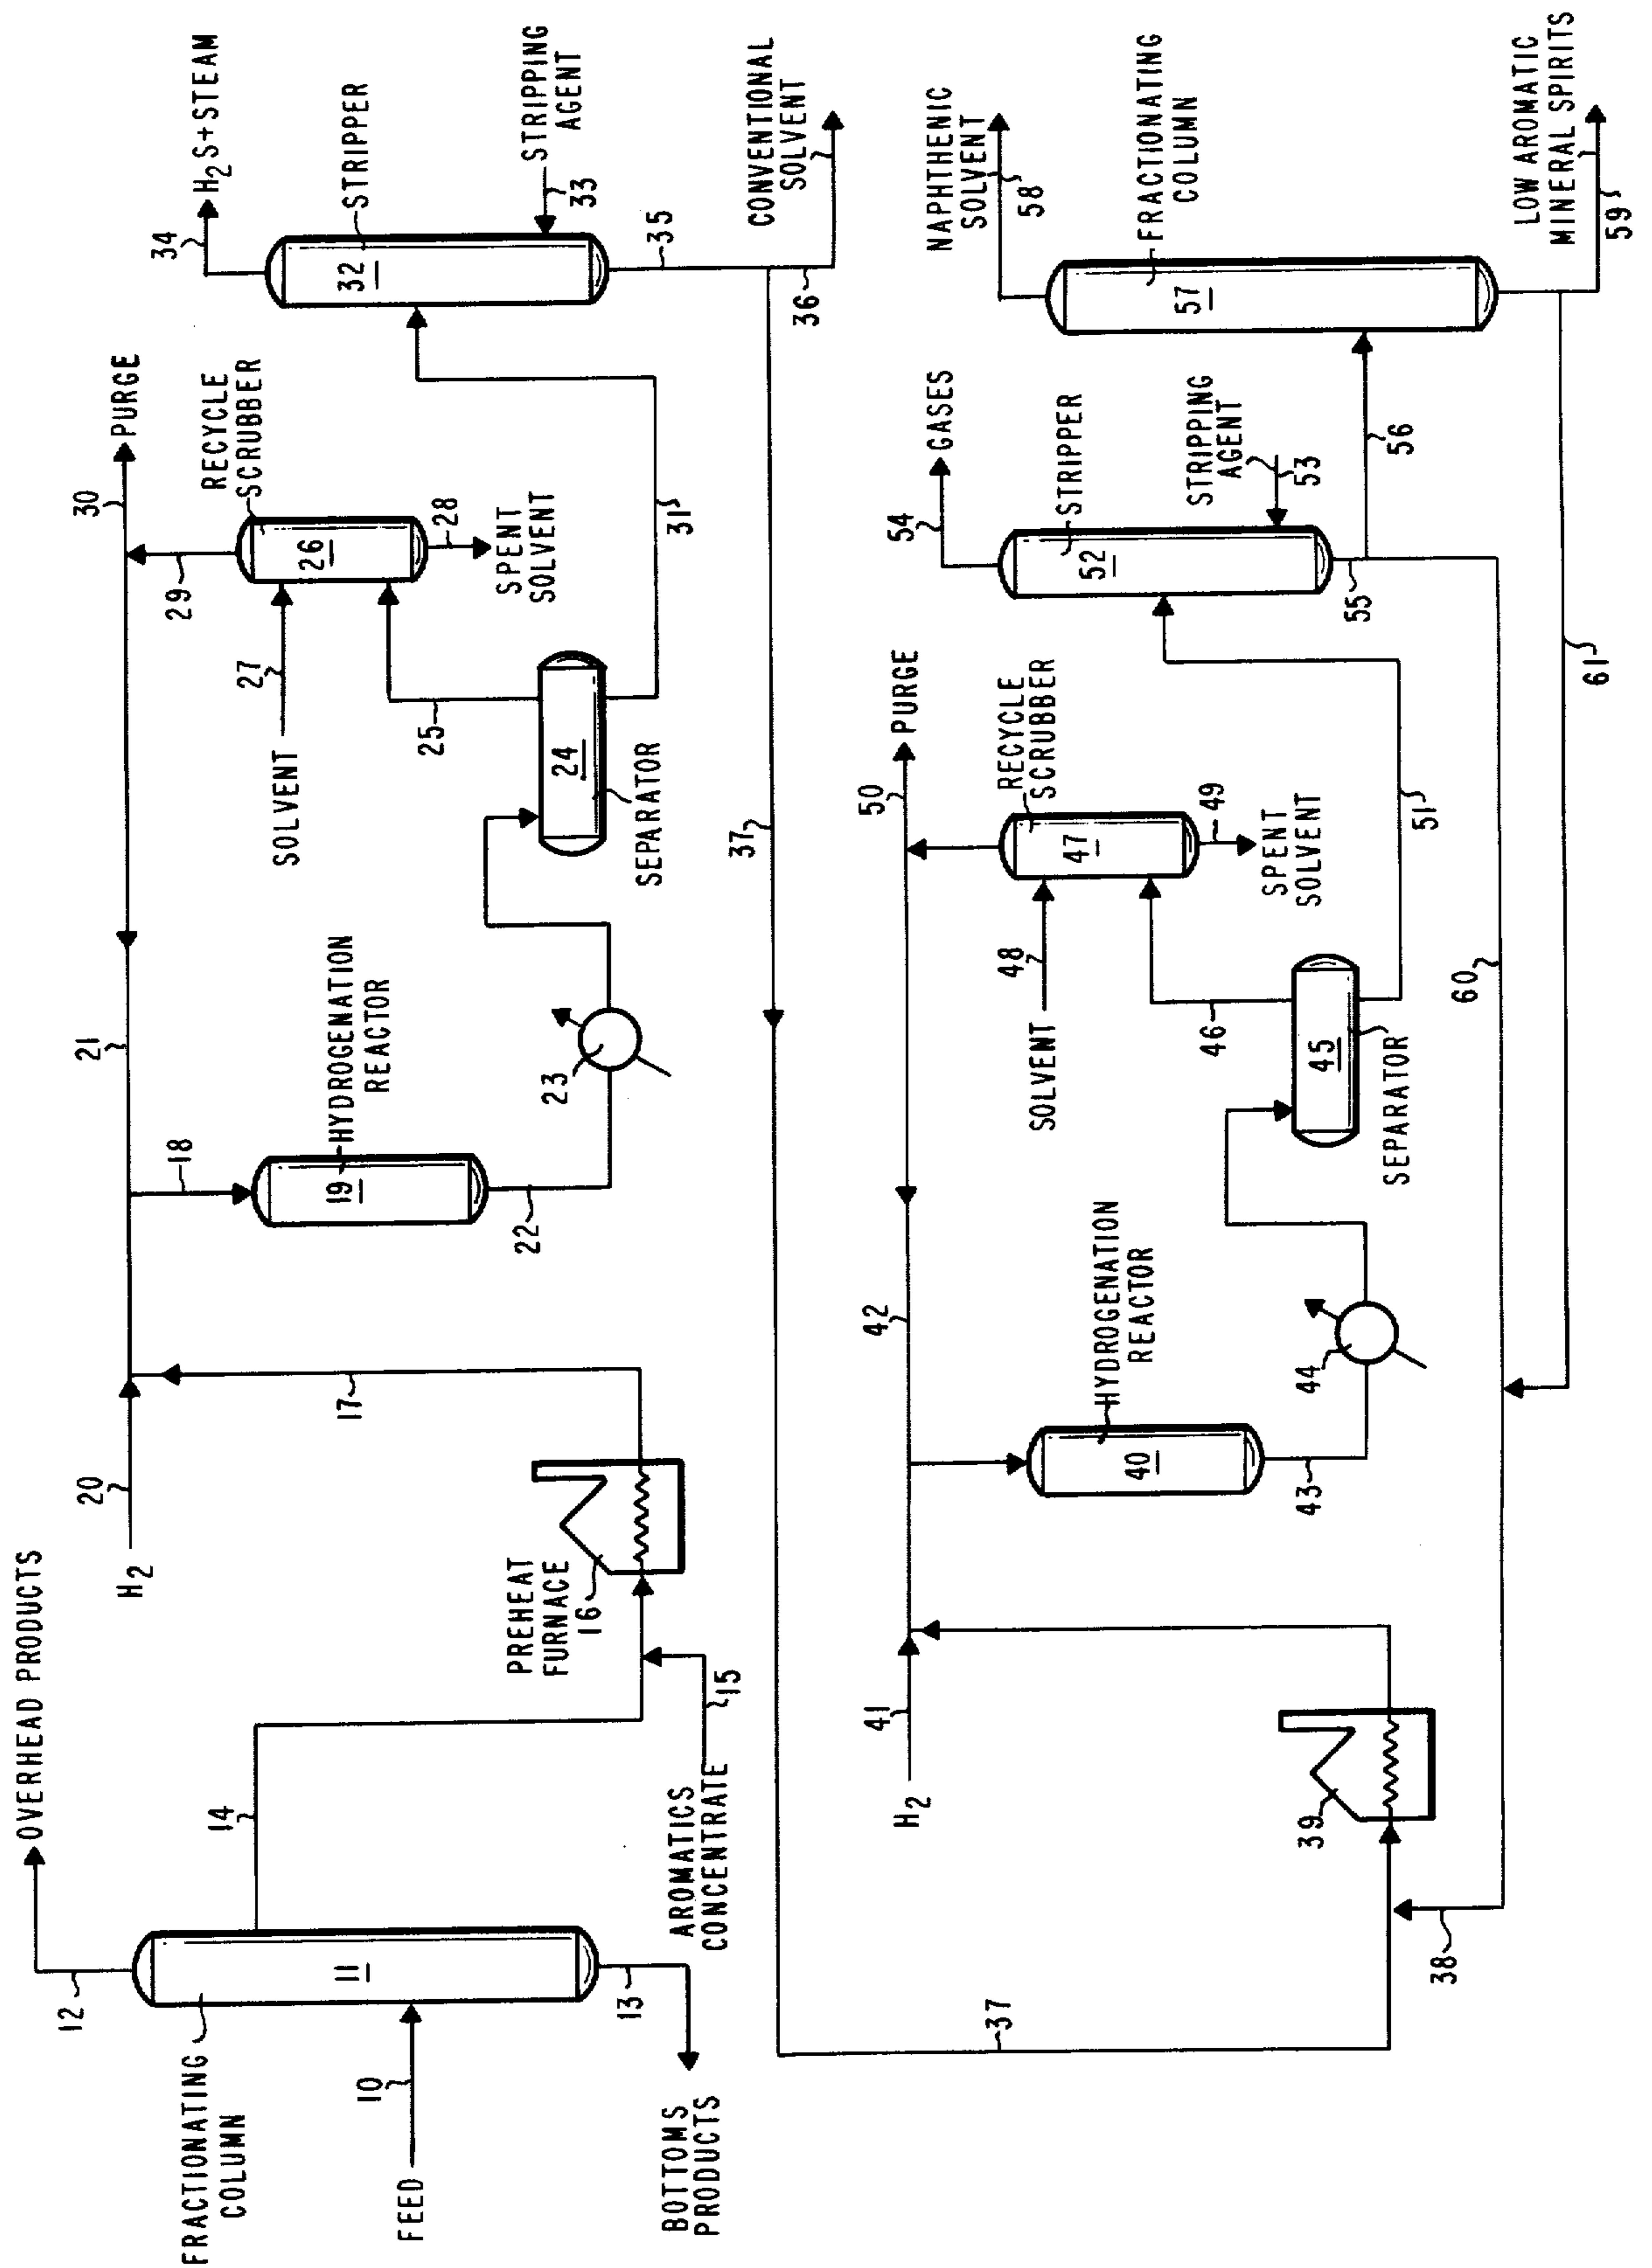 12
OVERHEAD PRODUCTS
FRACTIONATING
COLUMN
11
10
FEED
13
BOTTOMS
PRODUCTS
14
AROMATICS
CONCENTRATE
15
PREHEAT
FURNACE
16
17
H2
20
18
21
19
HYDROGENATION
REACTOR
22
23
24
SEPARATOR
25
SOLVENT
27
26
RECYCLE
SCRUBBER
28
SPENT
SOLVENT
29
30
PURGE
31
34
H2S+STEAM
32
STRIPPER
33
STRIPPING
AGENT
35
36
CONVENTIONAL
SOLVENT
37
37
38
39
H2
41
42
40
HYDROGENATION
REACTOR
43
44
45
SEPARATOR
46
SOLVENT
48
47
RECYCLE
SCRUBBER
49
SPENT
SOLVENT
50
PURGE
51
54
GASES
52
STRIPPER
STRIPPING
AGENT
53
55
56
57
FRACTIONATING
COLUMN
NAPHTHENIC
SOLVENT
58
LOW AROMATIC
MINERAL SPIRITS
59
60
61